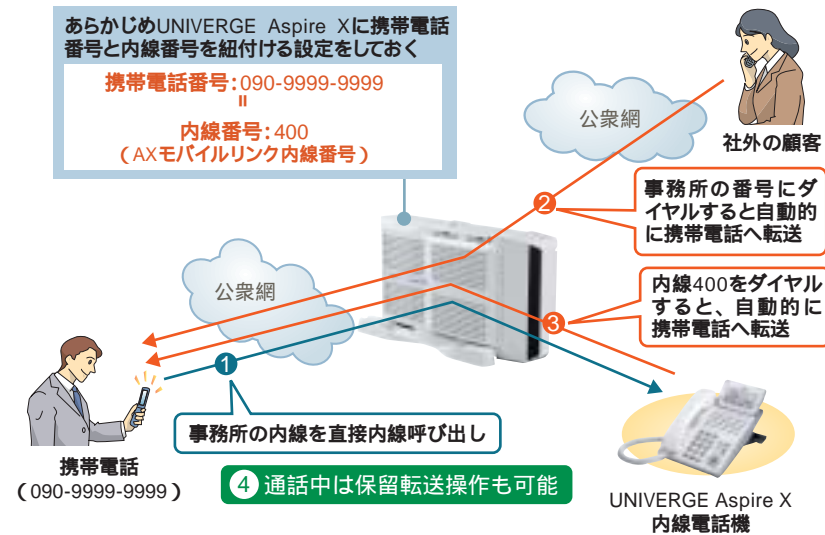 あらかじめUNIVERGE Aspire Xに携帯電話
番号と内線番号を紐付ける設定をしておく
携帯電話番号:090-9999-9999
=
内線番号:400
(AXモバイルリンク内線番号)
公衆網
社外の顧客
2
事務所の番号にダ
イヤルすると自動的
に携帯電話へ転送
公衆網
内線400をダイヤル
すると、自動的に
携帯電話へ転送
3
1
事務所の内線を直接内線呼び出し
携帯電話
(090-9999-9999)
4 通話中は保留転送操作も可能
UNIVERGE Aspire X
内線電話機